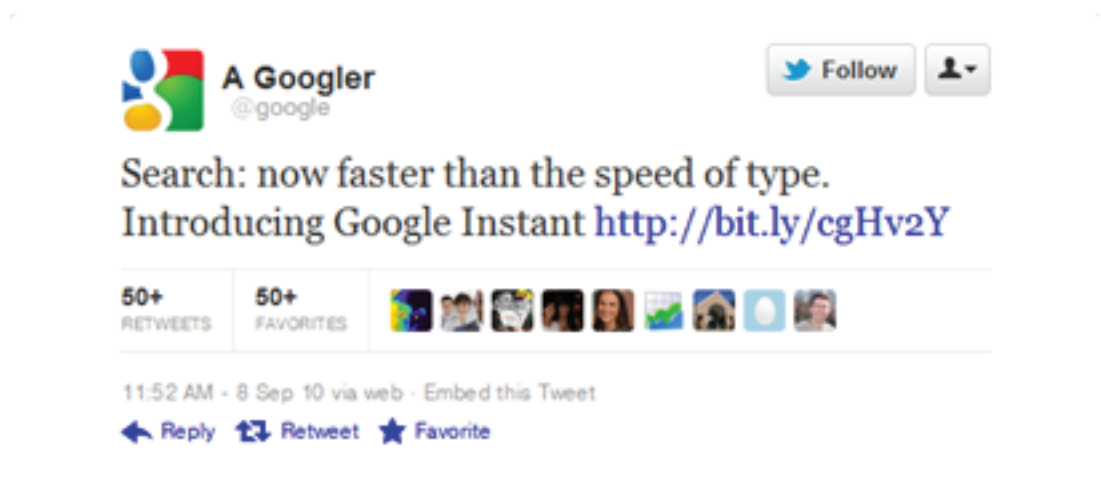 A Googler
@google
Follow
Search: now faster than the speed of type.
Introducing Google Instant http://bit.ly/cgHv2Y
50+ 50+
RETWEETS FAVORITES
11:52 AM - 8 Sep 10 via web · Embed this Tweet
Reply Retweet Favorite